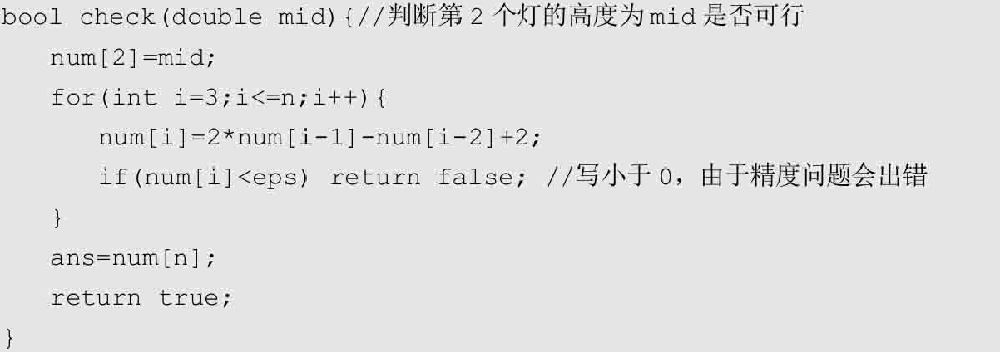 bool check(double mid){//判断第 2 个灯的高度为 mid 是否可行
    num[2]=mid;
    for(int i=3;i<=n;i++){
        num[i]=2*num[i-1]-num[i-2]+2;
        if(num[i]<eps) return false; //写小于 0，由于精度问题会出错
    }
    ans=num[n];
    return true;
}